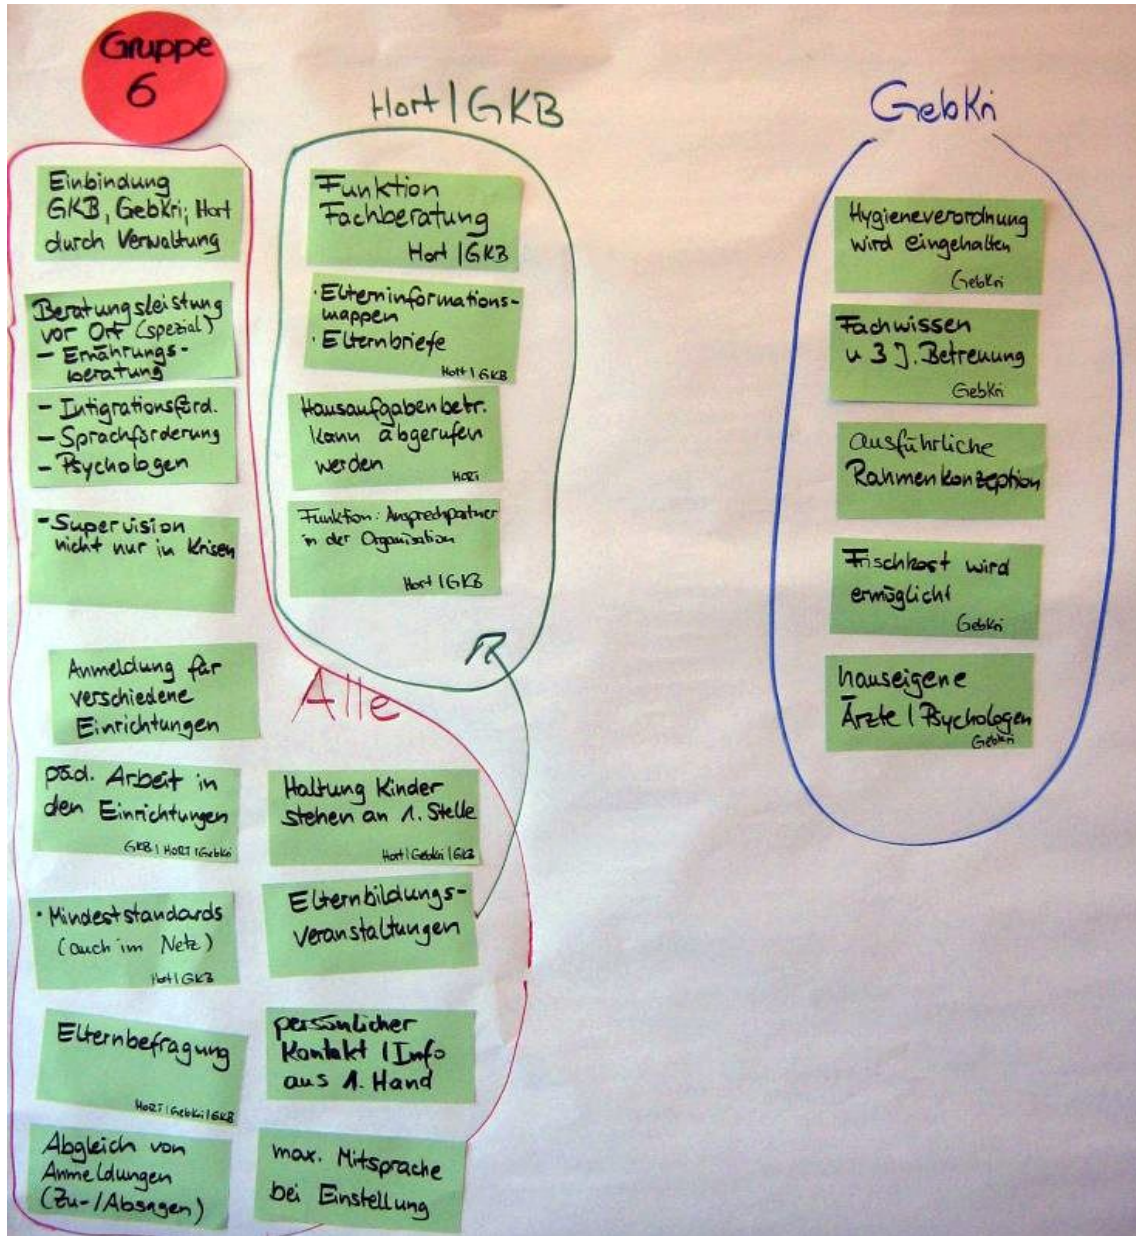 Gruppe
6
Einbindung
GKB, GebKri, Hort
durch Verwaltung
Beratungsleistung
vor Ort (spezial)
- Ernährungs-
beratung
- Intigrationsförd.
- Sprachförderung
- Psychologen
- Supervision
nicht nur in Krisen
Anmeldung für
verschiedene
Einrichtungen
päd. Arbeit in
den Einrichtungen
GKB | HORT | GebKri
· Mindeststandards
(auch im Netz)
Hort | GKB
Elternbefragung
HORT | GebKri | GKB
Abgleich von
Anmeldungen
(Zu-/Absagen)
Alle
Haltung Kinder
stehen an 1. Stelle
Hort | GebKri | GKB
Elternbildungs-
veranstaltungen
persönlicher
Kontakt | Info
aus 1. Hand
max. Mitsprache
bei Einstellung
Hort | GKB
Funktion
Fachberatung
Hort | GKB
· Elterninformations-
mappen
· Elternbriefe
Hort | GKB
Hausaufgabenbetr.
kann abgerufen
werden
HORT
Funktion: Ansprechpartner
in der Organisation
Hort | GKB
GebKri
Hygieneverordnung
wird eingehalten
GebKri
Fachwissen
u 3 J. Betreuung
GebKri
ausführliche
Rahmenkonzeption
Frischkost wird
ermöglicht
GebKri
hauseigene
Ärzte | Psychologen
GebKri